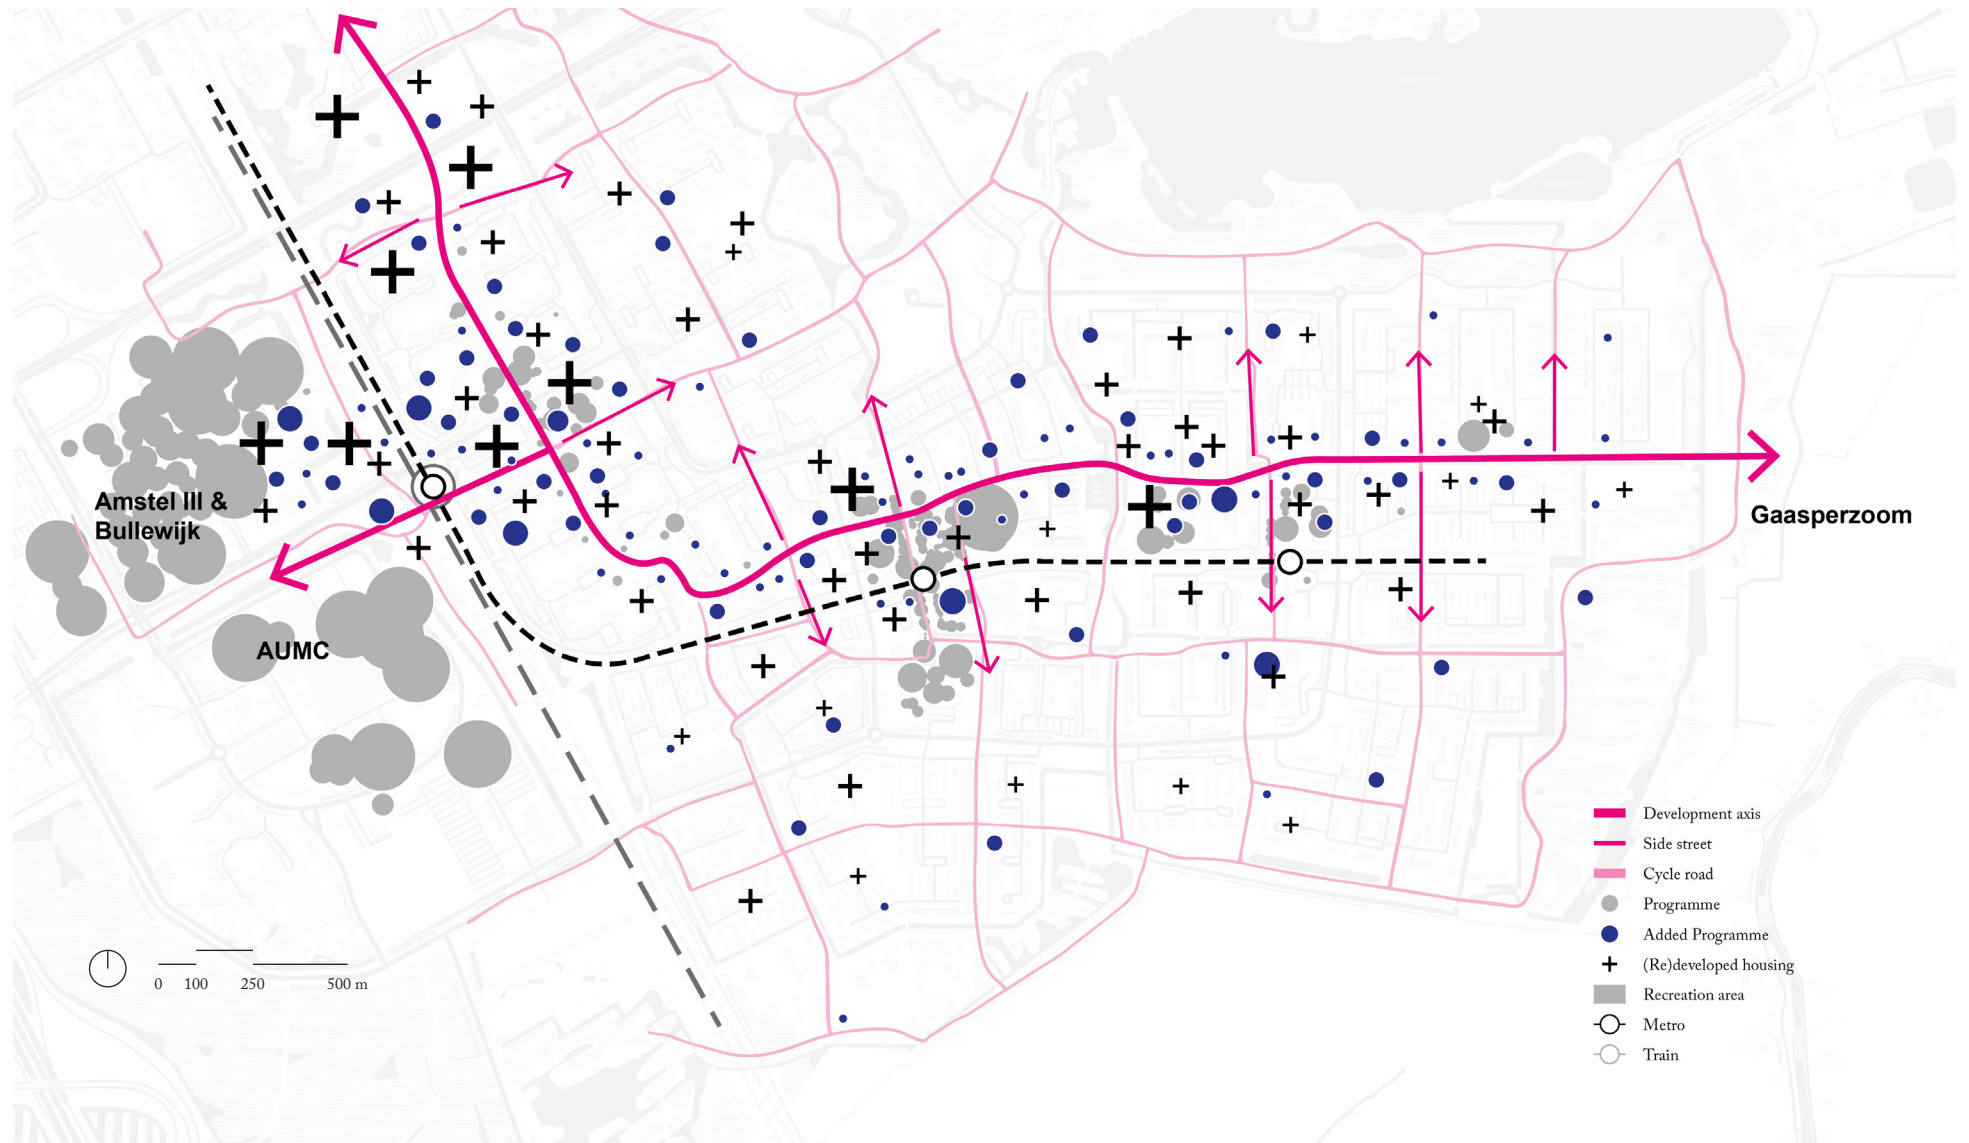 Amstel III &
Bullewijk
AUMC
Gaasperzoom
Development axis
Side street
Cycle road
Programme
Added Programme
(Re)developed housing
Recreation area
Metro
Train
0 100 250 500 m